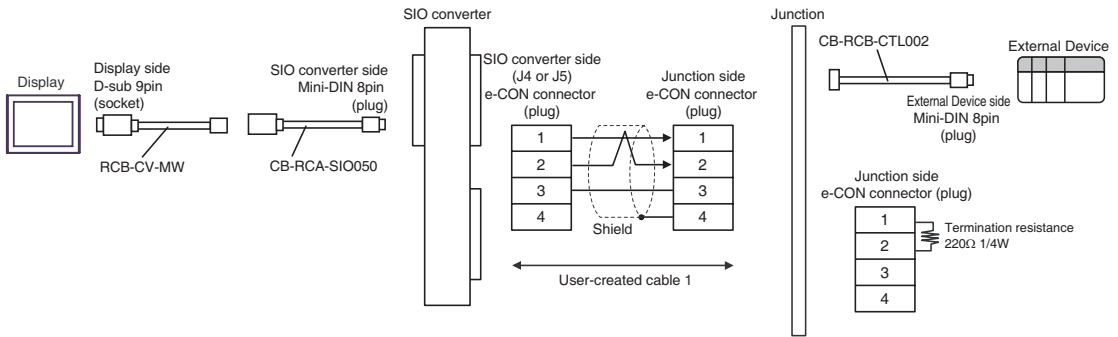 SIO converter
Junction
Display
Display side
D-sub 9pin
(socket)
RCB-CV-MW
SIO converter side
Mini-DIN 8pin
(plug)
CB-RCA-SIO050
SIO converter side
(J4 or J5)
e-CON connector
(plug)
1
2
3
4
Shield
Junction side
e-CON connector
(plug)
1
2
3
4
User-created cable 1
CB-RCB-CTL002
External Device
External Device side
Mini-DIN 8pin
(plug)
Junction side
e-CON connector (plug)
1
2
3
4
Termination resistance
220Ω 1/4W